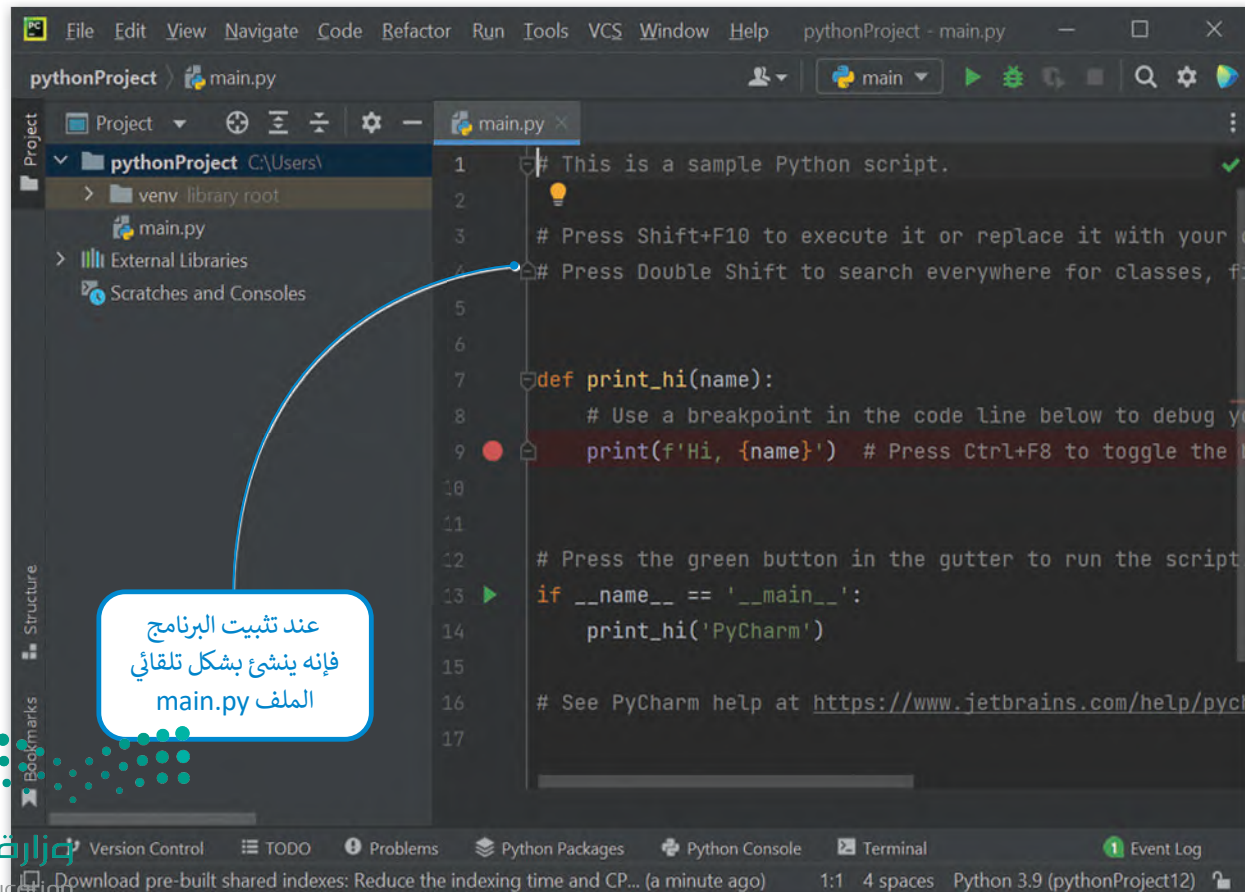 File Edit View Navigate Code Refactor Run Tools VCS Window Help pythonProject - main.py
pythonProject main.py main
Project main.py
Project
pythonProject C:\Users\
venv library root
main.py
External Libraries
Scratches and Consoles
1 # This is a sample Python script.
2
3 # Press Shift+F10 to execute it or replace it with your
4 # Press Double Shift to search everywhere for classes,
5
6
7 def print_hi(name):
8 # Use a breakpoint in the code line below to debug
9 print(f'Hi, {name}') # Press Ctrl+F8 to toggle the
10
11
12 # Press the green button in the gutter to run the script
13 if __name__ == '__main__':
14 print_hi('PyCharm')
15
16 # See PyCharm help at https://www.jetbrains.com/help/pych
17
عند تثبيت البرنامج
فإنه ينشئ بشكل تلقائي
الملف main.py
Structure
Bookmarks
Version Control TODO Problems Python Packages Python Console Terminal 1 Event Log
Download pre-built shared indexes: Reduce the indexing time and CP... (a minute ago) 1:1 4 spaces Python 3.9 (pythonProject12)